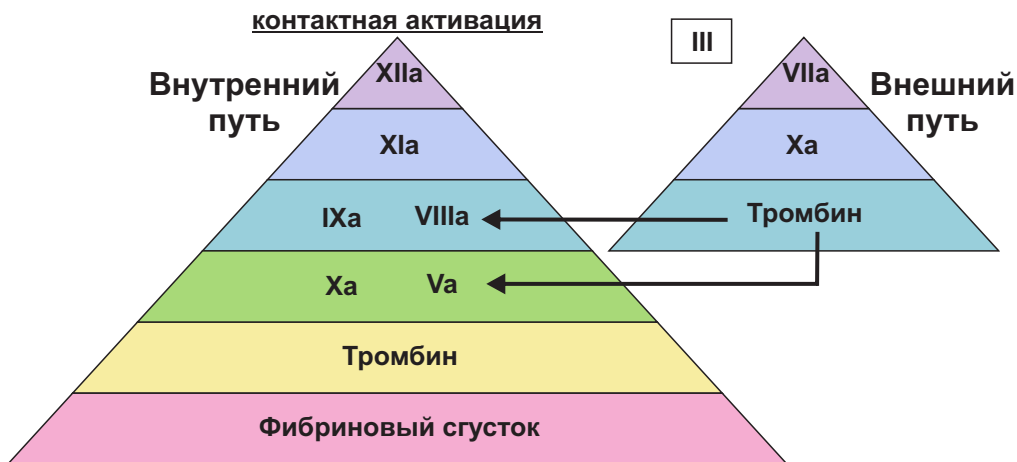 контактная активация
Внутренний
путь
XIIa
XIa
IXa VIIIa
Xa Va
Тромбин
Фибриновый сгусток
III
VIIa
Внешний
путь
Xa
Тромбин